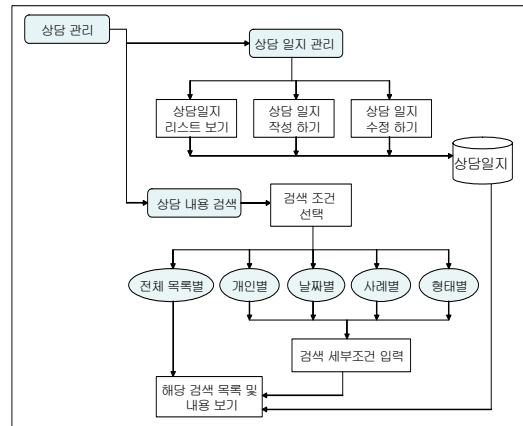 상담 관리
상담 일지 관리
상담일지
리스트 보기
상담 일지
작성 하기
상담 일지
수정 하기
상담일지
상담 내용 검색
검색 조건
선택
전체 목록별
개인별
날짜별
사례별
형태별
검색 세부조건 입력
해당 검색 목록 및
내용 보기